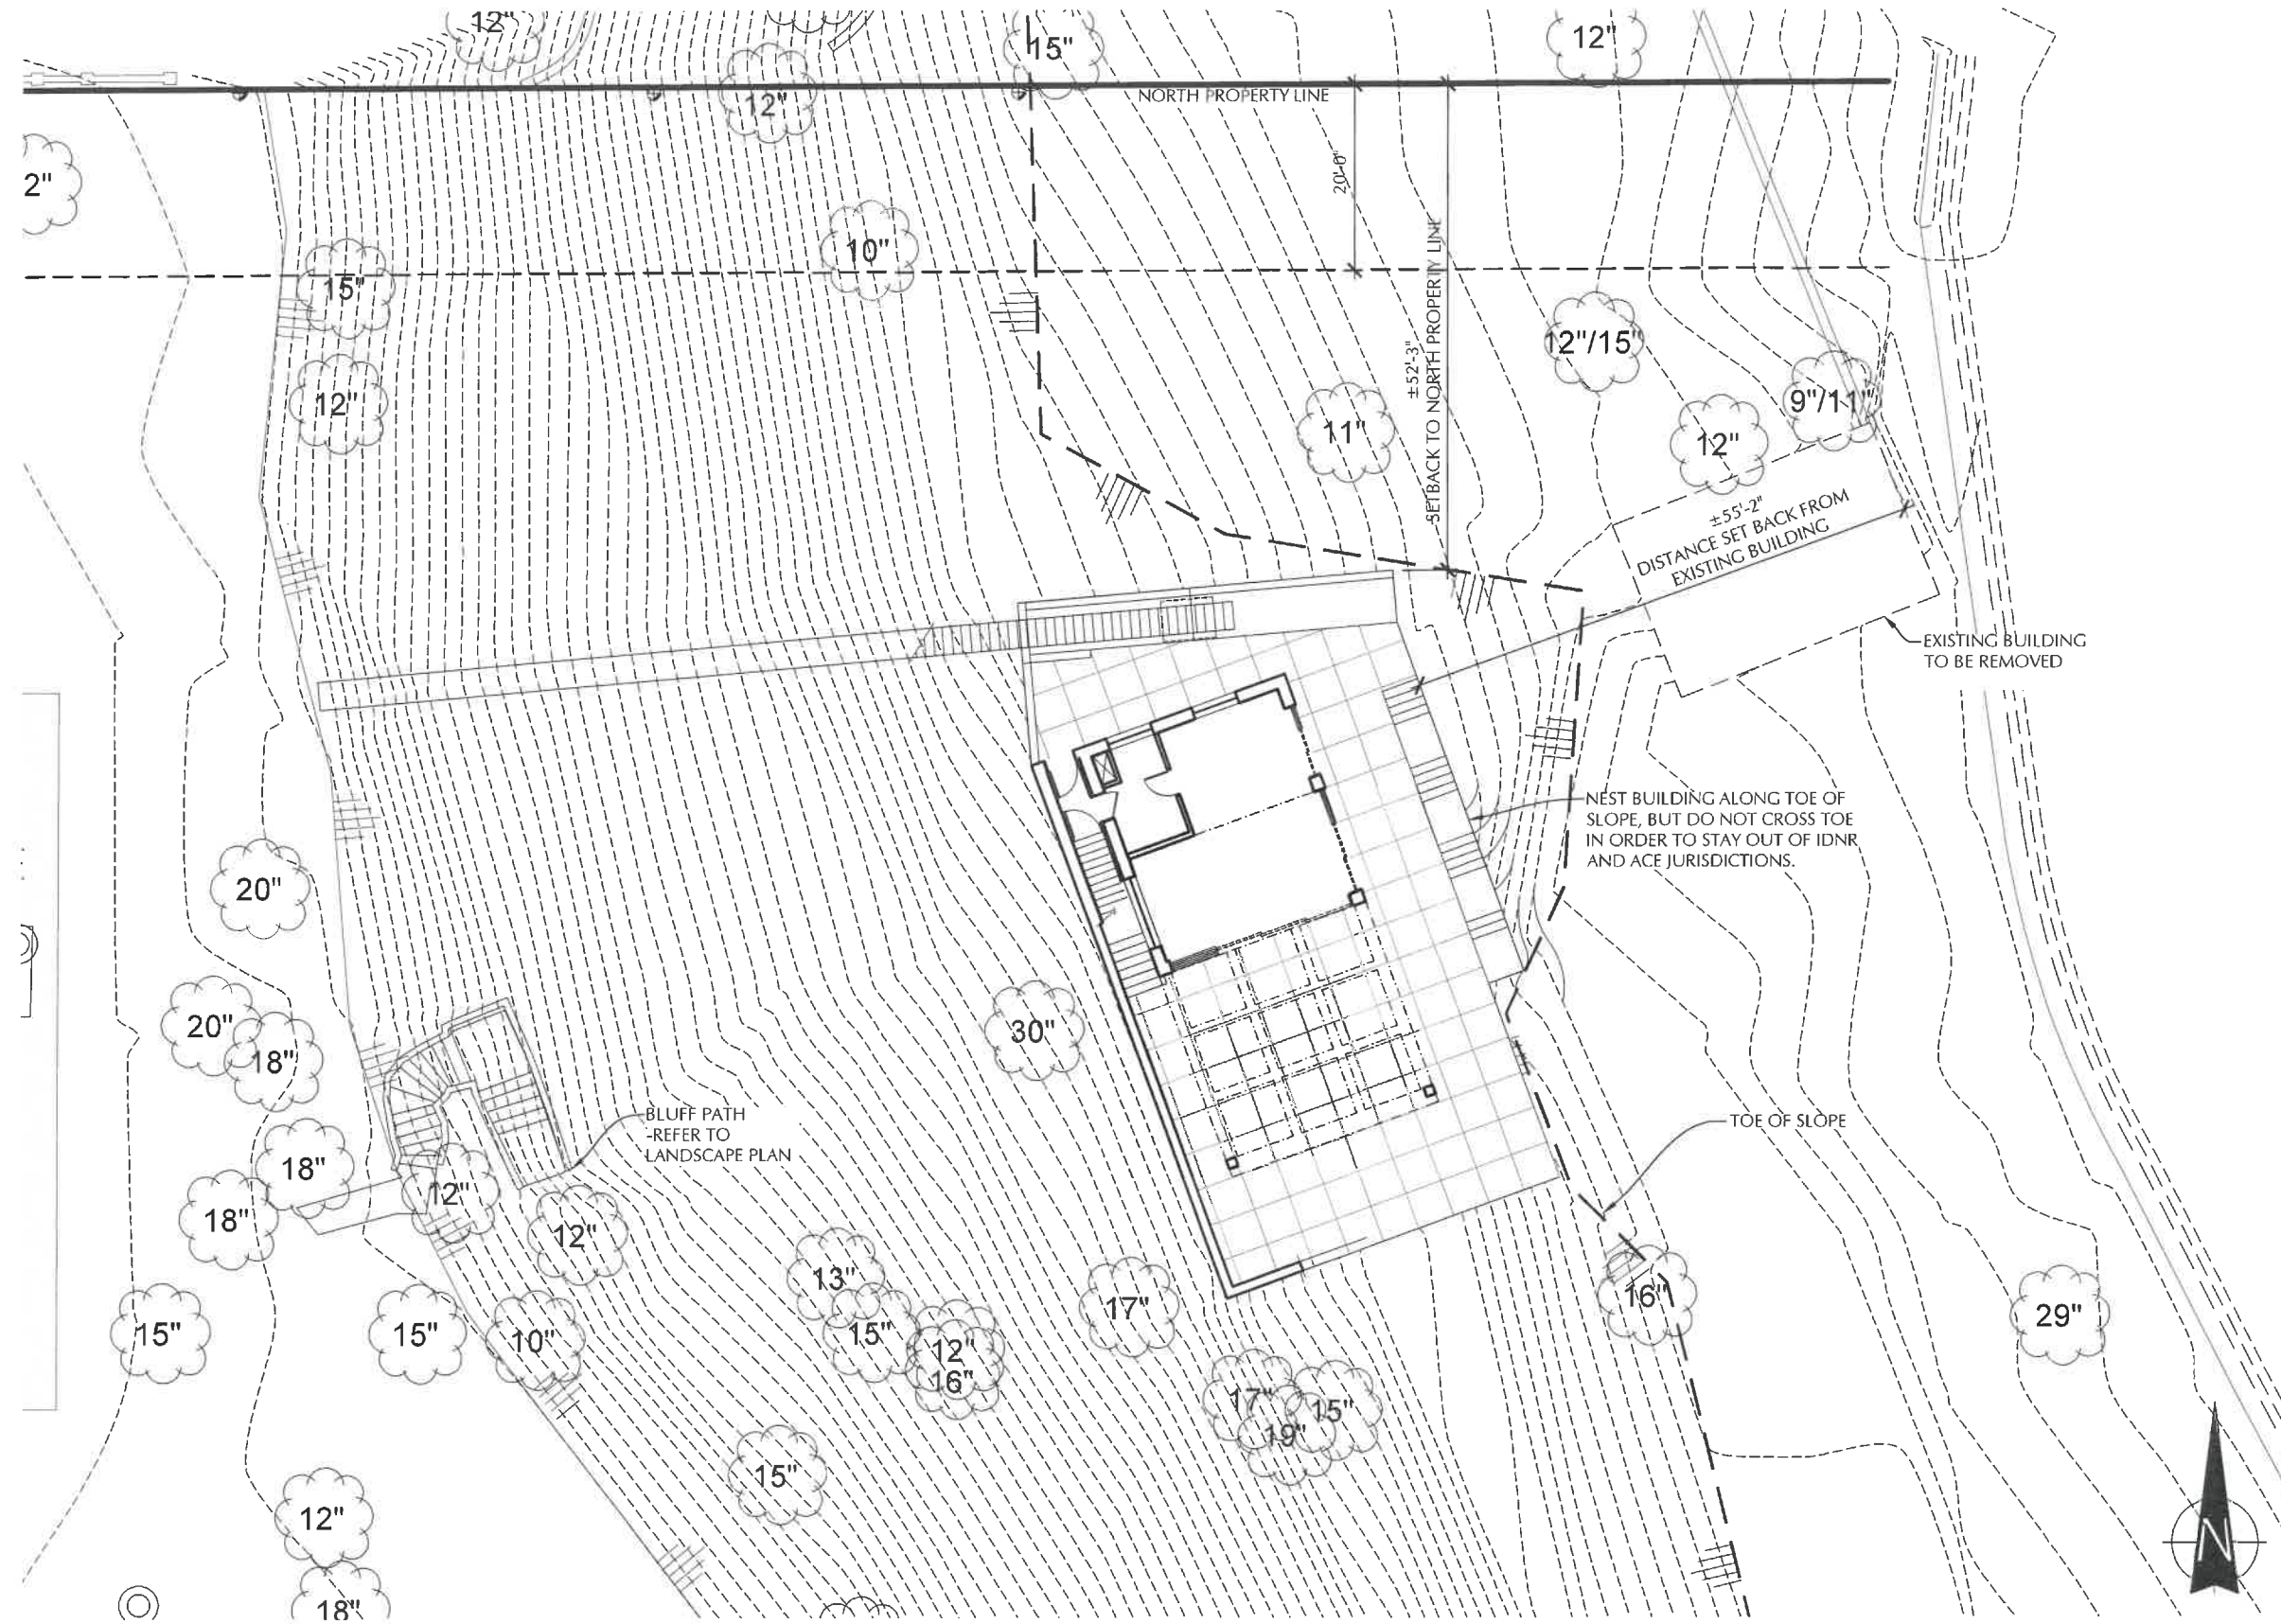 12"
15"
12"
NORTH PROPERTY LINE
12"
2"
20'-0"
10"
15"
±52'-3"
SETBACK TO NORTH PROPERTY LINE
12"/15"
12"
11"
9"/11"
12"
±55'-2"
DISTANCE SET BACK FROM
EXISTING BUILDING
EXISTING BUILDING
TO BE REMOVED
NEST BUILDING ALONG TOE OF
SLOPE, BUT DO NOT CROSS TOE
IN ORDER TO STAY OUT OF IDNR
AND ACE JURISDICTIONS.
20"
20"
18"
30"
BLUFF PATH
-REFER TO
LANDSCAPE PLAN
TOE OF SLOPE
18"
12"
18"
12"
13"
17"
16"
29"
15"
15"
10"
15"
12"
16"
17"
15"
19"
15"
12"
18"
N